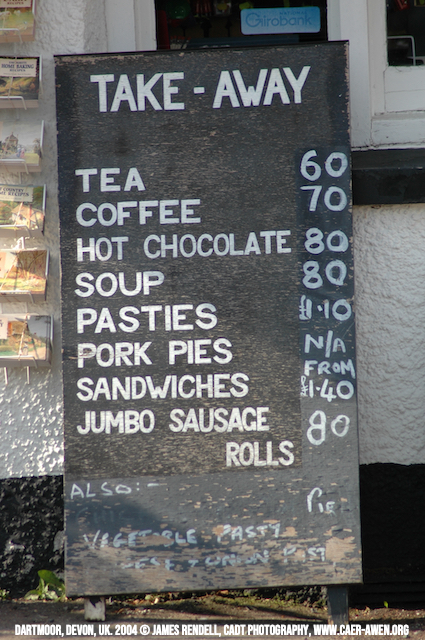 Girobank
TAKE - AWAY
TEA 60
COFFEE 70
HOT CHOCOLATE 80
SOUP 80
PASTIES £1·10
PORK PIES N/A
SANDWICHES FROM £1·40
JUMBO SAUSAGE 80
ROLLS
ALSO:- Pie
VEGETABLE PASTY
DARTMOOR, DEVON, UK. 2004 © JAMES RENDELL, CADT PHOTOGRAPHY, WWW.CAER-AWEN.ORG